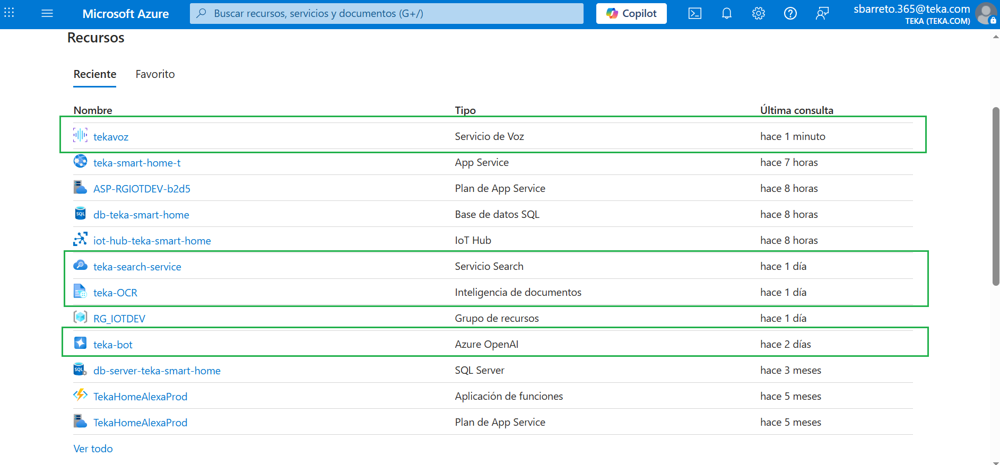 Microsoft Azure
Buscar recursos, servicios y documentos (G+/)
Copilot
sbarreto.365@teka.com
TEKA (TEKA.COM)
Recursos
Reciente Favorito
Nombre Tipo Última consulta
tekavoz Servicio de Voz hace 1 minuto
teka-smart-home-t App Service hace 7 horas
ASP-RGIOTDEV-b2d5 Plan de App Service hace 8 horas
SQL db-teka-smart-home Base de datos SQL hace 8 horas
iot-hub-teka-smart-home IoT Hub hace 8 horas
teka-search-service Servicio Search hace 1 día
teka-OCR Inteligencia de documentos hace 1 día
RG_IOTDEV Grupo de recursos hace 1 día
teka-bot Azure OpenAI hace 2 días
SQL db-server-teka-smart-home SQL Server hace 3 meses
TekaHomeAlexaProd Aplicación de funciones hace 5 meses
TekaHomeAlexaProd Plan de App Service hace 5 meses
Ver todo